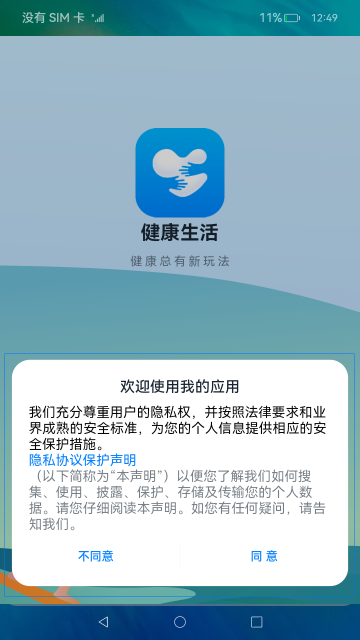 没有 SIM 卡
11%
12:49
健康生活
健康总有新玩法
欢迎使用我的应用
我们充分尊重用户的隐私权，并按照法律要求和业
界成熟的安全标准，为您的个人信息提供相应的安
全保护措施。
隐私协议保护声明
（以下简称为“本声明”）以便您了解我们如何搜
集、使用、披露、保护、存储及传输您的个人数
据。请您仔细阅读本声明。如您有任何疑问，请告
知我们。
不同意
同 意